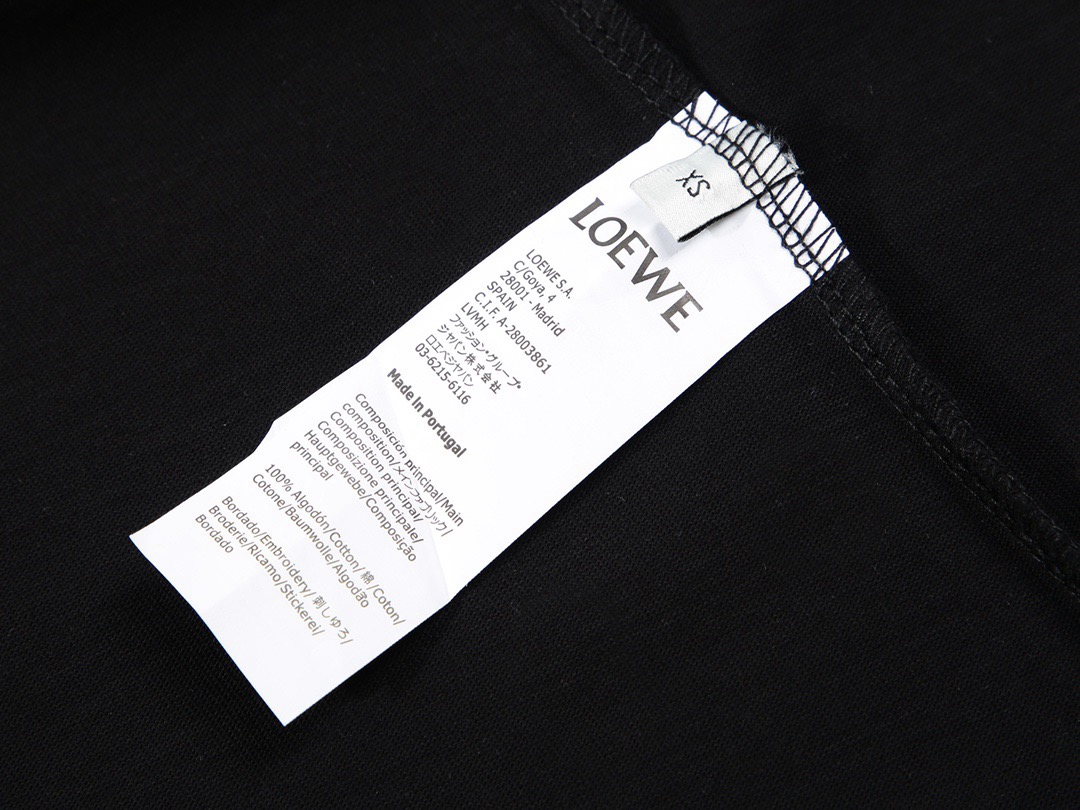 XS
LOEWE
LOEWE S.A.
C/Goya, 4
28001 - Madrid
SPAIN
C.I.F. A-28003861
LVMH
ファッション・グループ・
ジャパン株式会社
ロエベジャパン
03-6215-6116
Made In Portugal
Composición principal/Main
composition/メインファブリック/
Composition principale/
Composizione principale/
Hauptgewebe/Composição
principal
100% Algodón/Cotton/ 綿 /Coton/
Cotone/Baumwolle/Algodão
Bordado/Embroidery/ 刺しゆろ/
Broderie/Ricamo/Stickerei/
Bordado